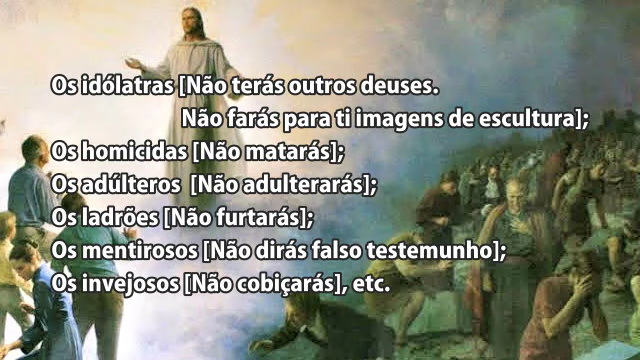 Os idólatras [Não terás outros deuses.
Não farás para ti imagens de escultura];
Os homicidas [Não matarás];
Os adúlteros [Não adulterarás];
Os ladrões [Não furtarás];
Os mentirosos [Não dirás falso testemunho];
Os invejosos [Não cobiçarás], etc.